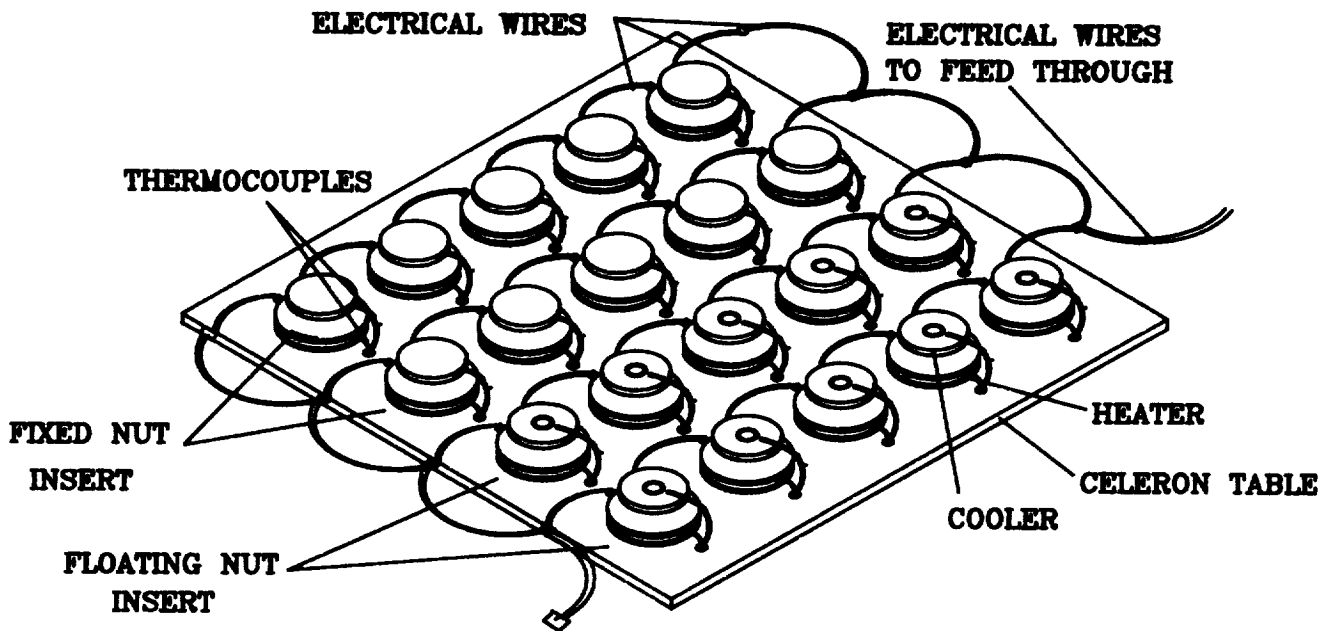 ELECTRICAL WIRES
ELECTRICAL WIRES
TO FEED THROUGH
THERMOCOUPLES
FIXED NUT
INSERT
HEATER
CELERON TABLE
COOLER
FLOATING NUT
INSERT